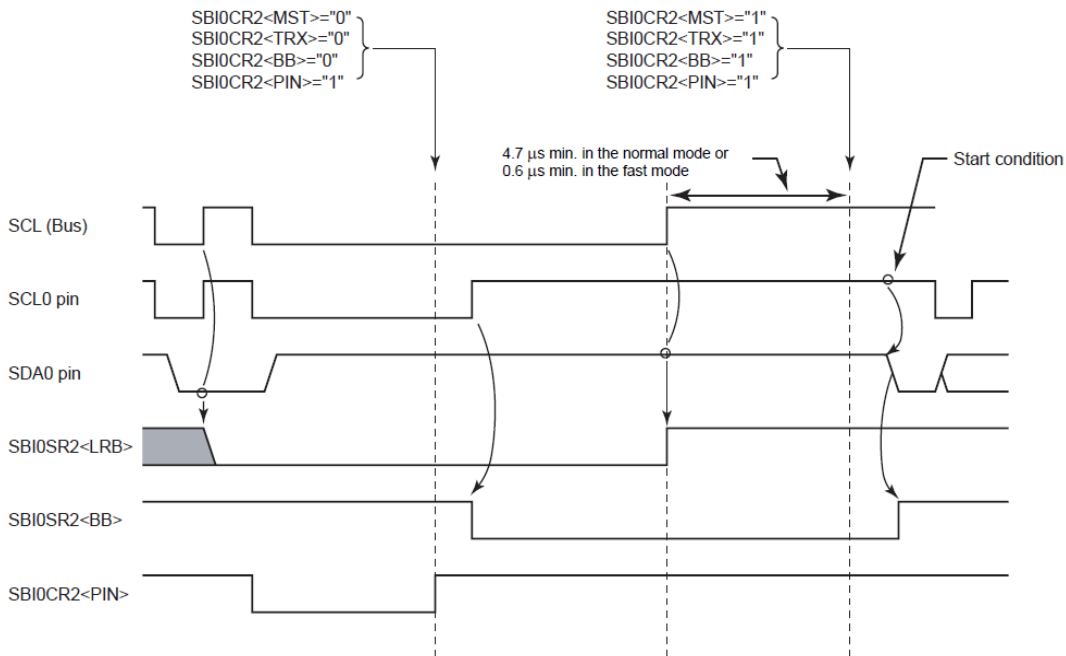 SBI0CR2<MST>="0"
SBI0CR2<TRX>="0"
SBI0CR2<BB>="0"
SBI0CR2<PIN>="1"
SBI0CR2<MST>="1"
SBI0CR2<TRX>="1"
SBI0CR2<BB>="1"
SBI0CR2<PIN>="1"
4.7 μs min. in the normal mode or
0.6 μs min. in the fast mode
Start condition
SCL (Bus)
SCL0 pin
SDA0 pin
SBI0SR2<LRB>
SBI0SR2<BB>
SBI0CR2<PIN>